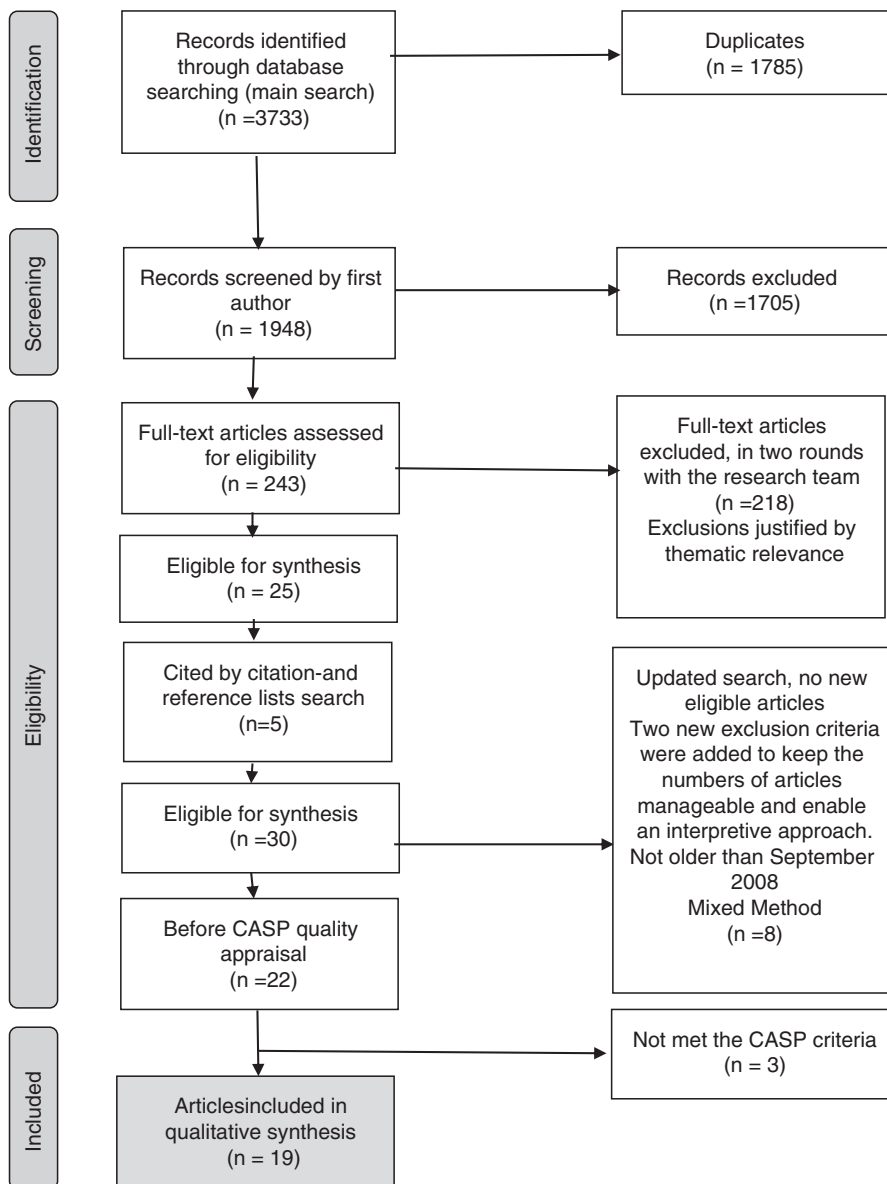 Identification
Records identified
through database
searching (main search)
(n =3733)
Duplicates
(n = 1785)
Screening
Records screened by first
author
(n = 1948)
Records excluded
(n =1705)
Eligibility
Full-text articles assessed
for eligibility
(n = 243)
Full-text articles
excluded, in two rounds
with the research team
(n =218)
Exclusions justified by
thematic relevance
Eligible for synthesis
(n = 25)
Cited by citation-and
reference lists search
(n=5)
Eligible for synthesis
(n =30)
Updated search, no new
eligible articles
Two new exclusion criteria
were added to keep the
numbers of articles
manageable and enable
an interpretive approach.
Not older than September
2008
Mixed Method
(n =8)
Before CASP quality
appraisal
(n =22)
Included
Not met the CASP criteria
(n = 3)
Articlesincluded in
qualitative synthesis
(n = 19)